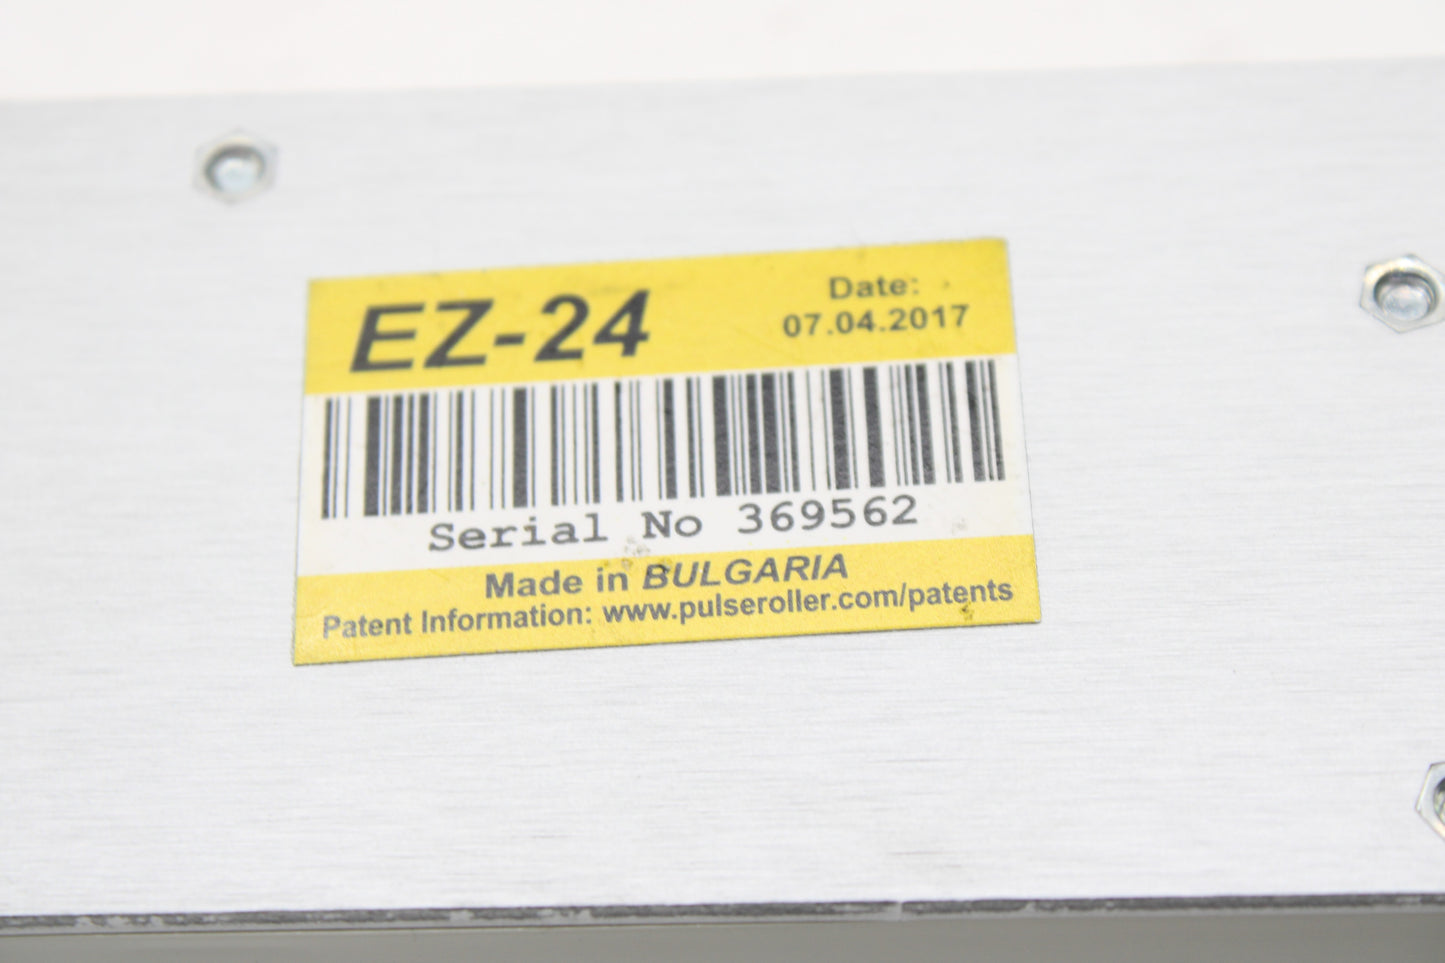 EZ-24
Date:
07.04.2017
Serial No 369562
Made in BULGARIA
Patent Information: www.pulseroller.com/patents